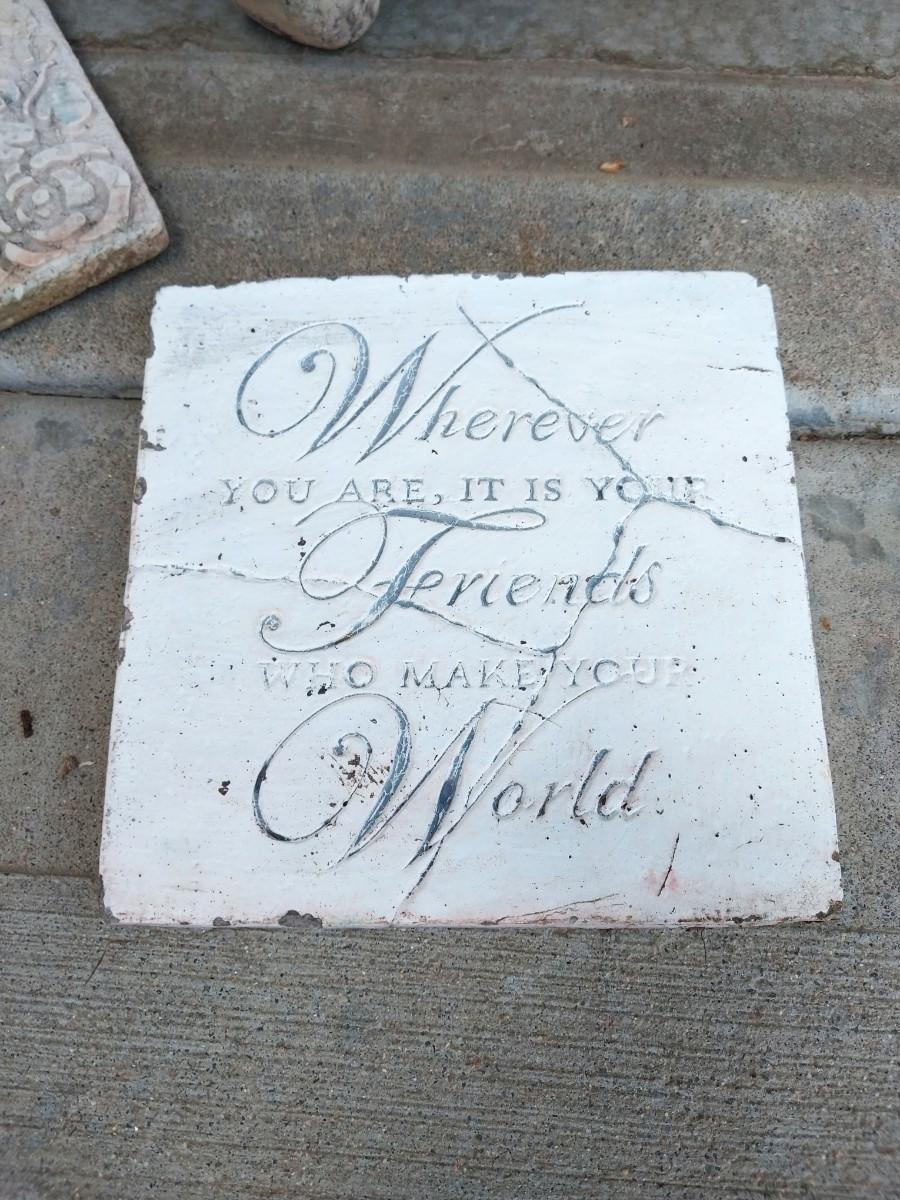 Wherever
YOU ARE, IT IS YOUR
Friends
WHO MAKE YOUR
World.